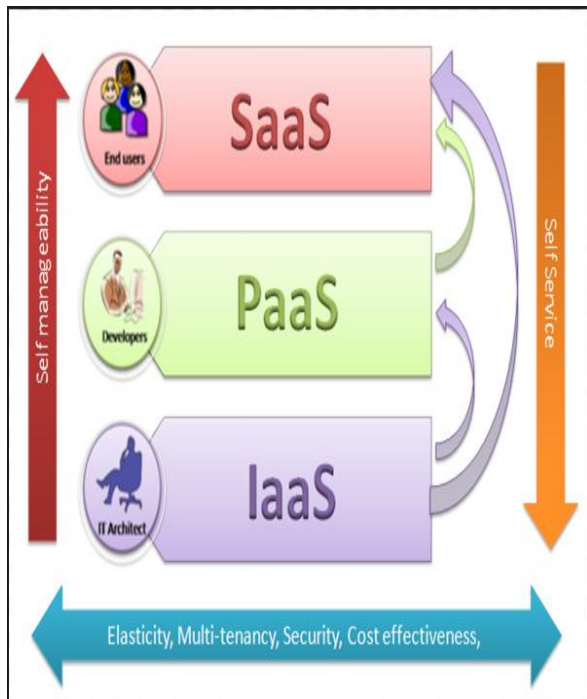 Self manageability
End users
SaaS
Developers
PaaS
IT Architect
IaaS
Self Service
Elasticity, Multi-tenancy, Security, Cost effectiveness,